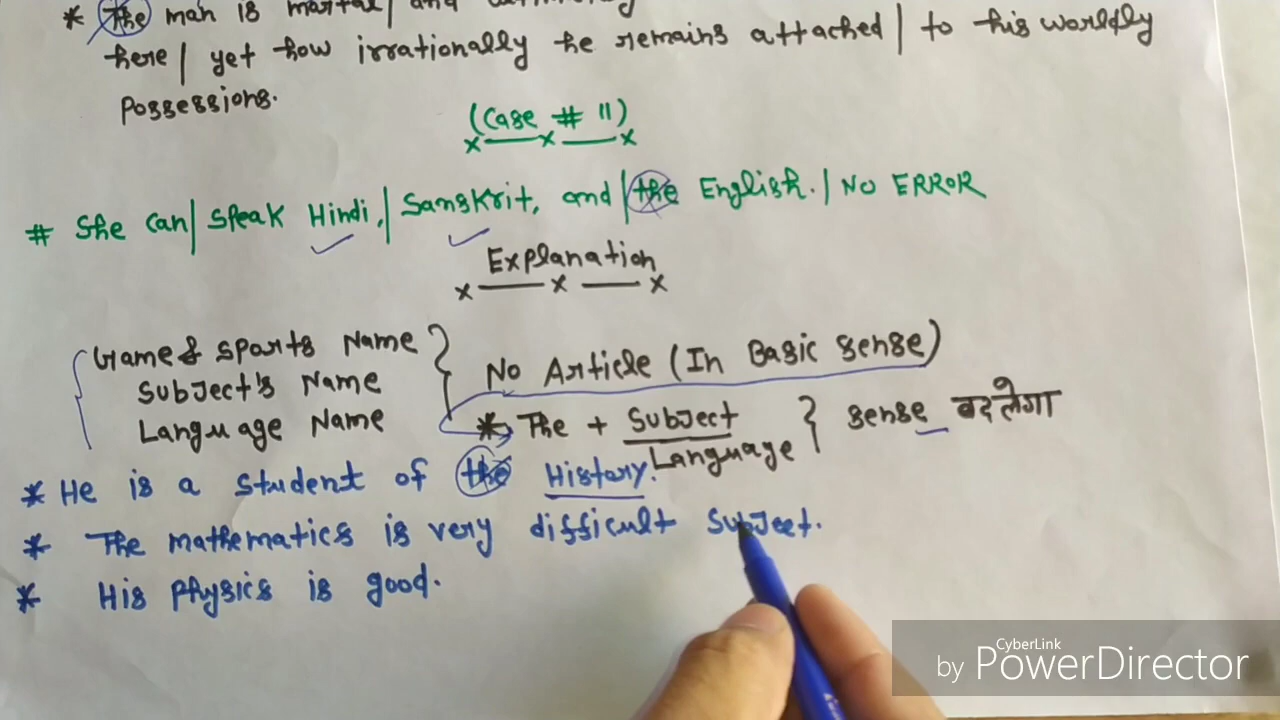 * The man is mortal/ and
here/ yet how irrationally he remains attached/ to his worldly
possessions.
(Case # 11)
x — x — x
# She can/ speak Hindi,/ Sanskrit, and/ the English./ NO ERROR
Explanation
x — x — x
Game & sports Name
Subject's Name
Language Name
No Article (In Basic sense)
* The + Subject
Language
sense बदलेगा
* He is a student of the History.
* The mathematics is very difficult subject.
* His physics is good.
CyberLink
by PowerDirector